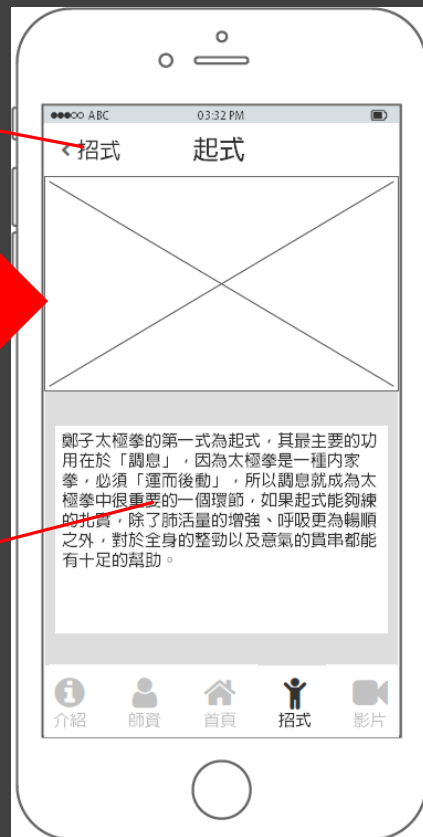 ABC 03:32 PM
招式 起式
鄭子太極拳的第一式為起式，其最主要的功
用在於「調息」，因為太極拳是一種內家
拳，必須「運而後動」，所以調息就成為太
極拳中很重要的一個環節，如果起式能夠練
的扎實，除了肺活量的增強、呼吸更為暢順
之外，對於全身的整勁以及意氣的貫串都能
有十足的幫助。
介紹 師資 首頁 招式 影片